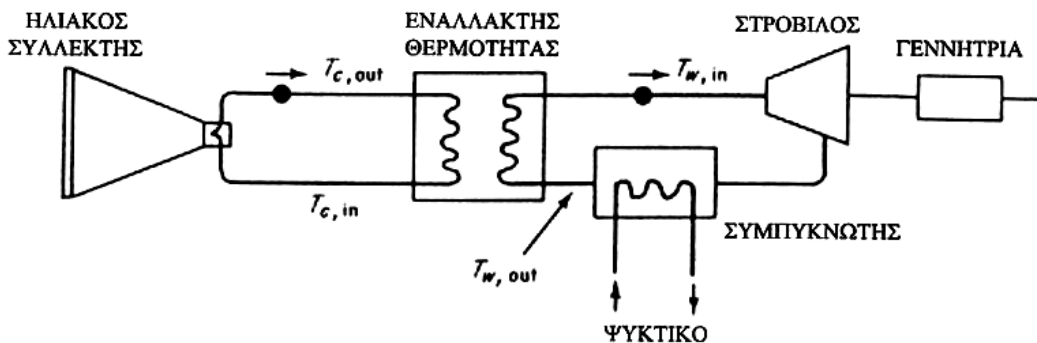 ΗΛΙΑΚΟΣ
ΣΥΛΛΕΚΤΗΣ
ΕΝΑΛΛΑΚΤΗΣ
ΘΕΡΜΟΤΗΤΑΣ
ΣΤΡΟΒΙΛΟΣ
ΓΕΝΝΗΤΡΙΑ
T_c, out
T_w, in
T_c, in
T_w, out
ΣΥΜΠΥΚΝΩΤΗΣ
ΨΥΚΤΙΚΟ